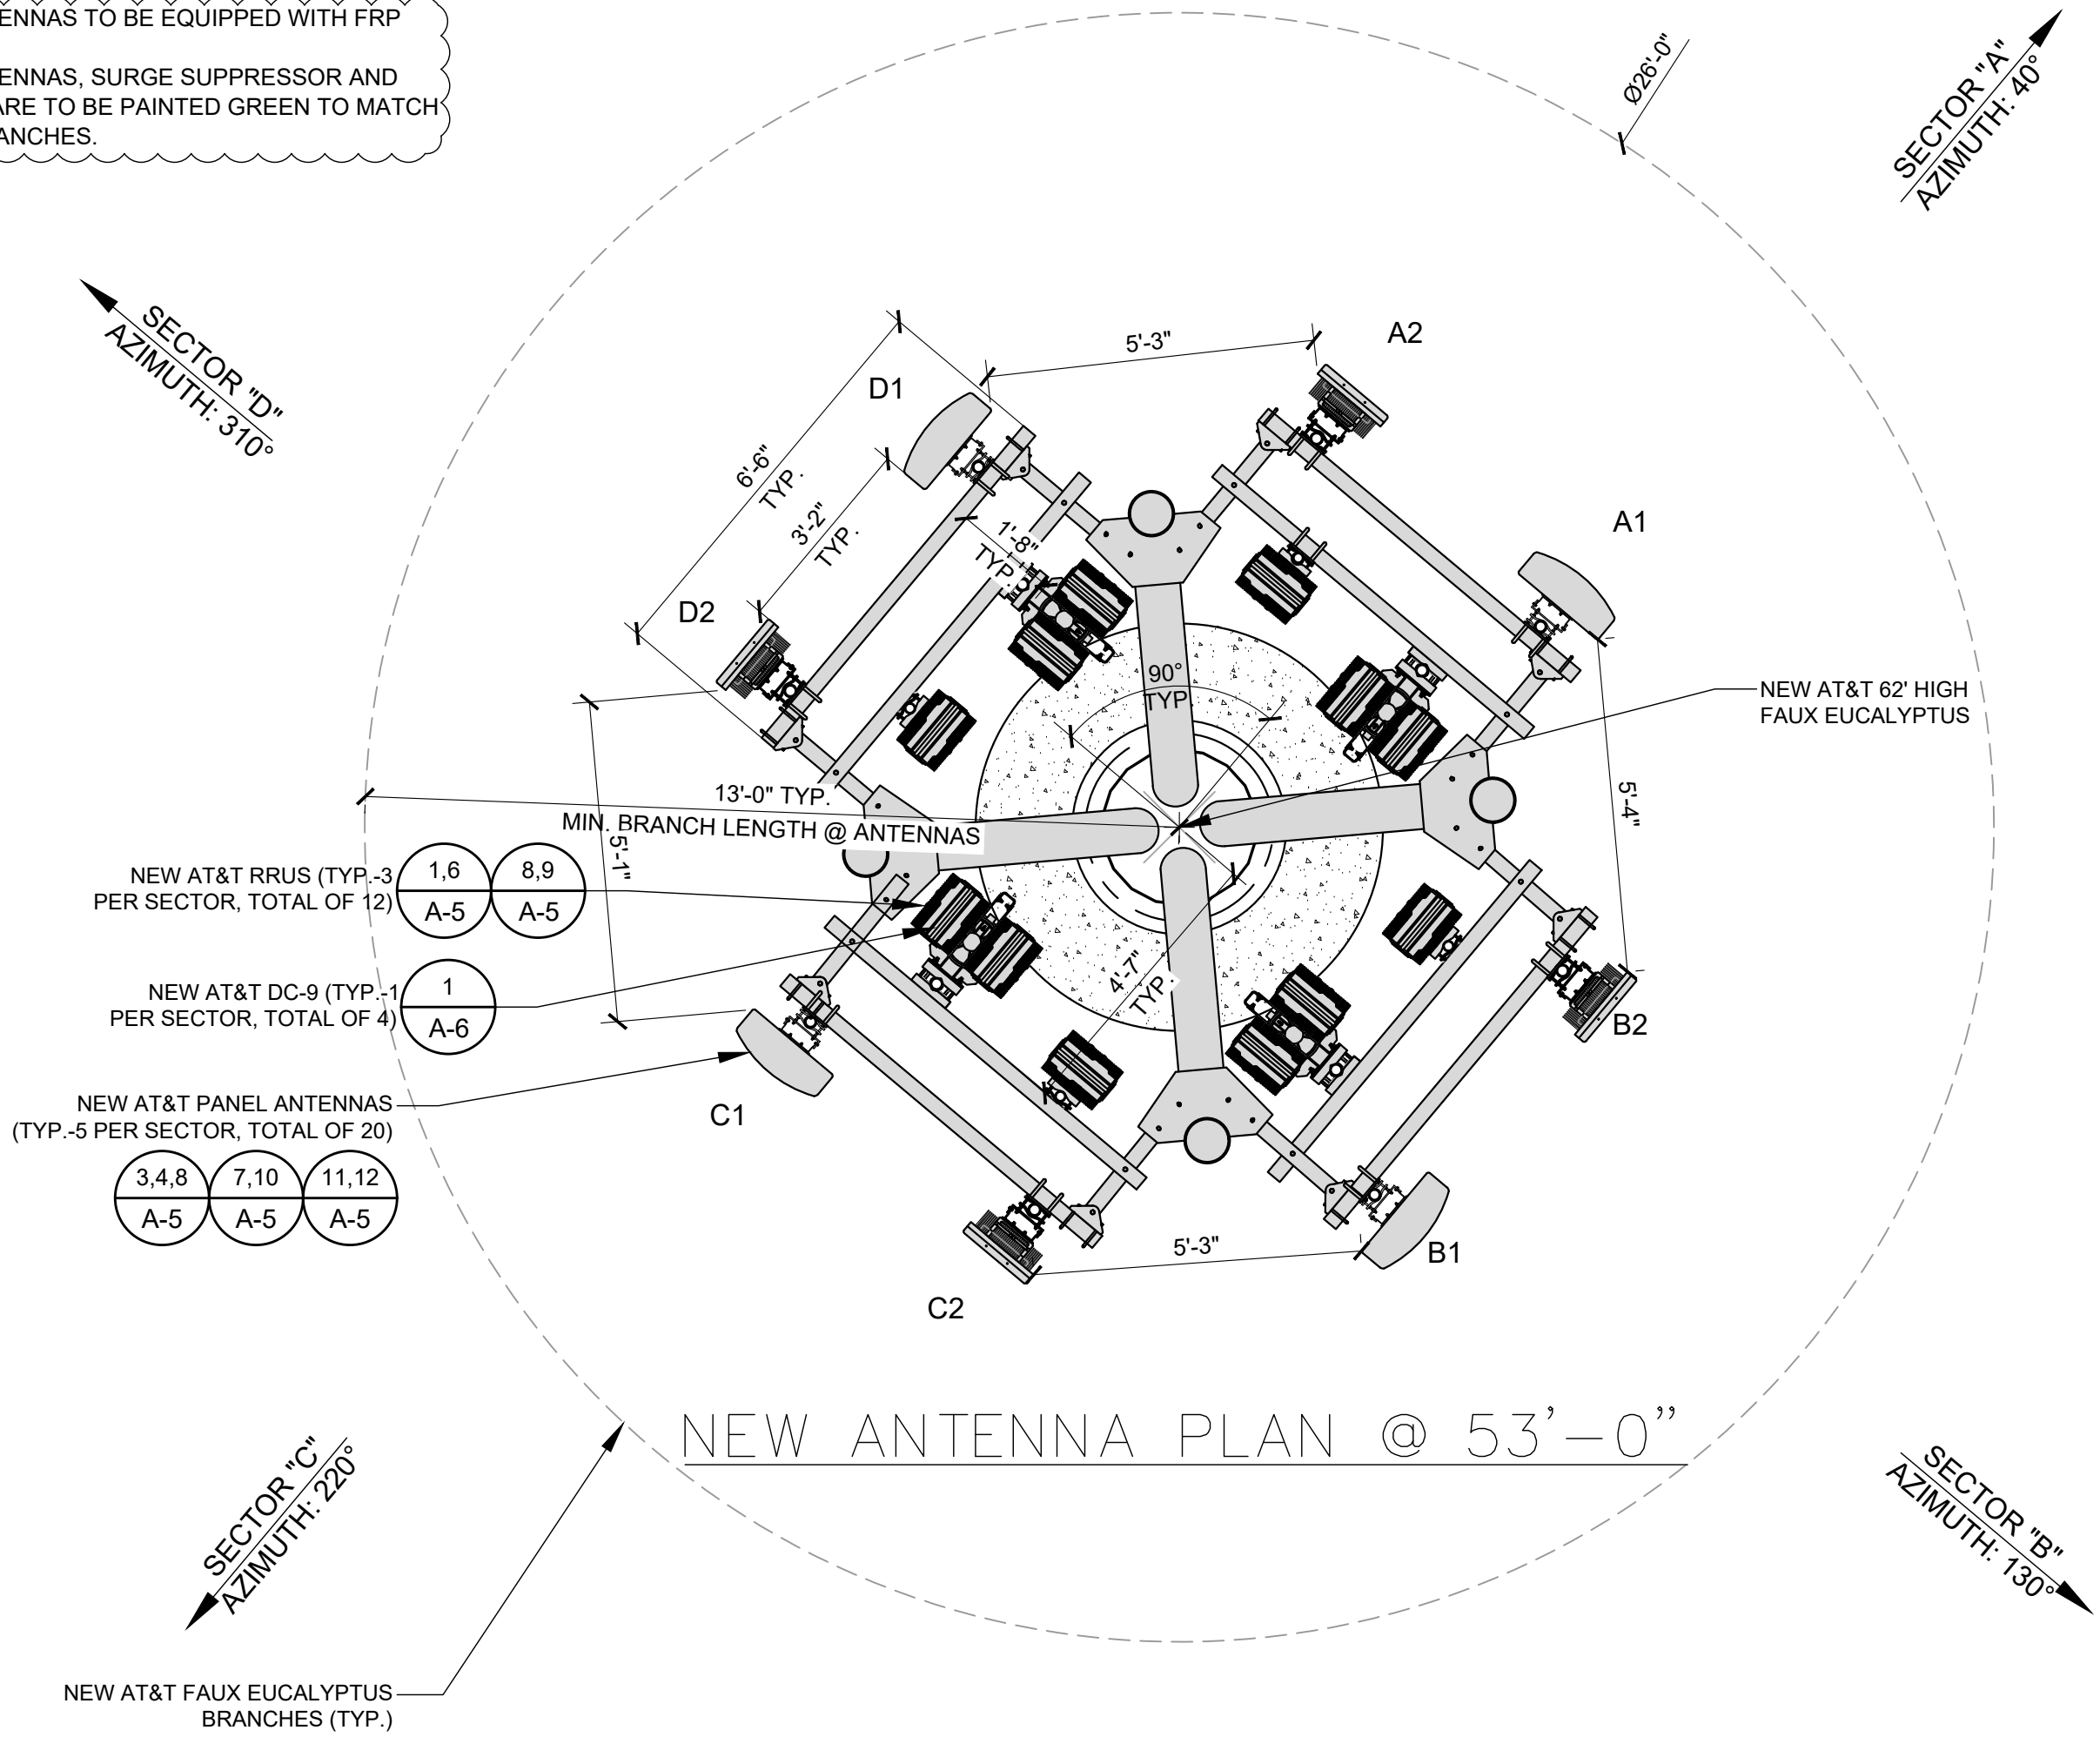 ENNAS TO BE EQUIPPED WITH FRP
ENNAS, SURGE SUPPRESSOR AND
ARE TO BE PAINTED GREEN TO MATCH
ANCHES.
Ø26'-0"
SECTOR "A"
AZIMUTH: 40°
SECTOR "D"
AZIMUTH: 310°
A2
5'-3"
D1
6'-6"
TYP.
3'-2"
TYP.
1'-8"
TYP.
A1
D2
90°
TYP
NEW AT&T 62' HIGH
FAUX EUCALYPTUS
13'-0" TYP.
MIN. BRANCH LENGTH @ ANTENNAS
5'-4"
5'-1"
NEW AT&T RRUS (TYP.-3
PER SECTOR, TOTAL OF 12)
1,6
A-5
8,9
A-5
4'-7"
TYP.
NEW AT&T DC-9 (TYP.-1
PER SECTOR, TOTAL OF 4)
1
A-6
B2
NEW AT&T PANEL ANTENNAS
(TYP.-5 PER SECTOR, TOTAL OF 20)
3,4,8
A-5
7,10
A-5
11,12
A-5
C1
5'-3"
B1
C2
NEW ANTENNA PLAN @ 53'-0"
SECTOR "C"
AZIMUTH: 220°
SECTOR "B"
AZIMUTH: 130°
NEW AT&T FAUX EUCALYPTUS
BRANCHES (TYP.)